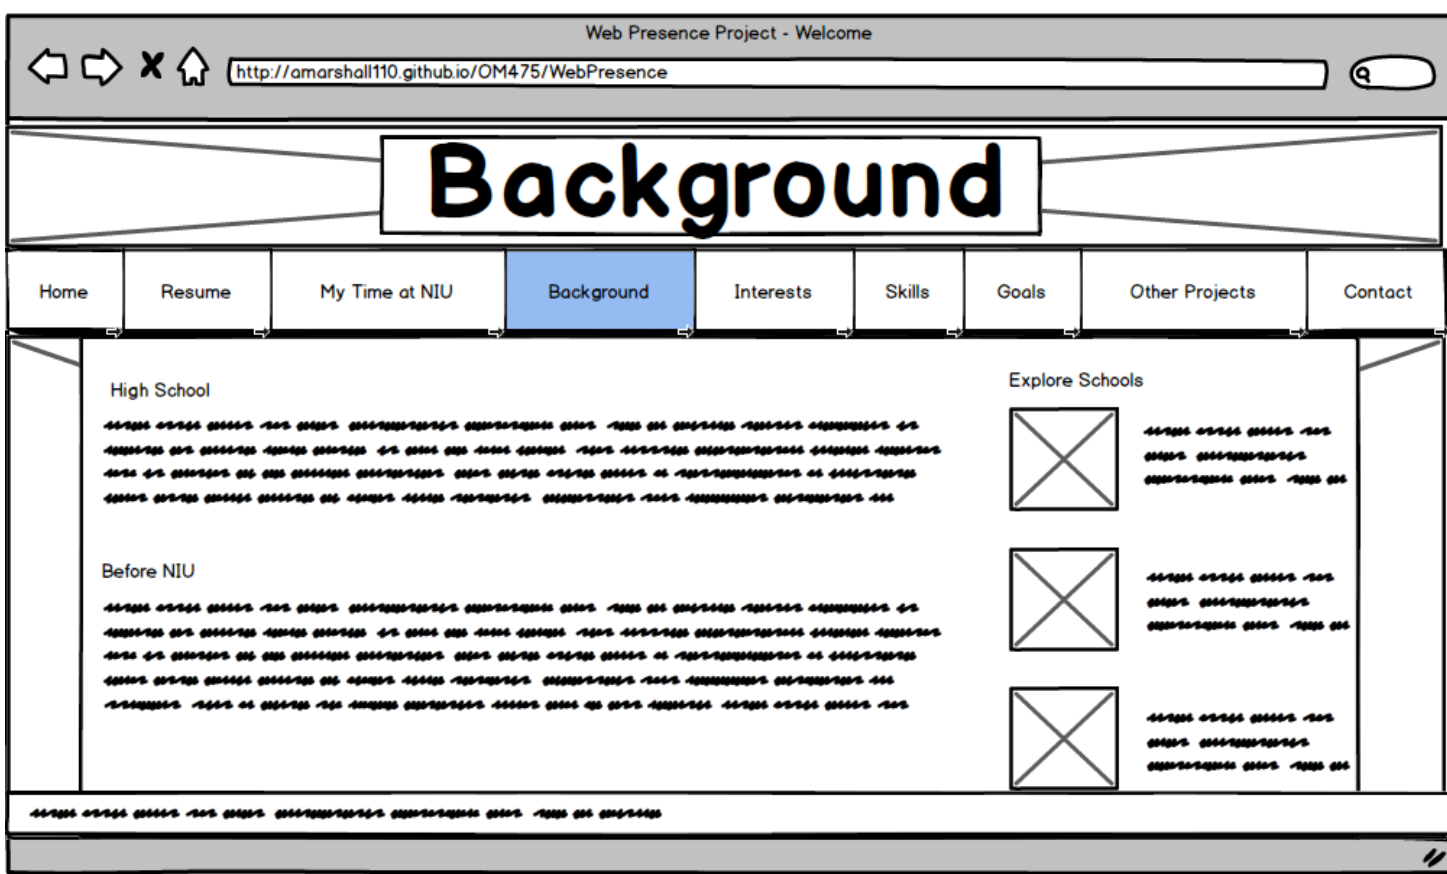 Web Presence Project - Welcome
http://amarshall110.github.io/OM475/WebPresence
Background
Home Resume My Time at NIU Background Interests Skills Goals Other Projects Contact
High School
Explore Schools
Before NIU